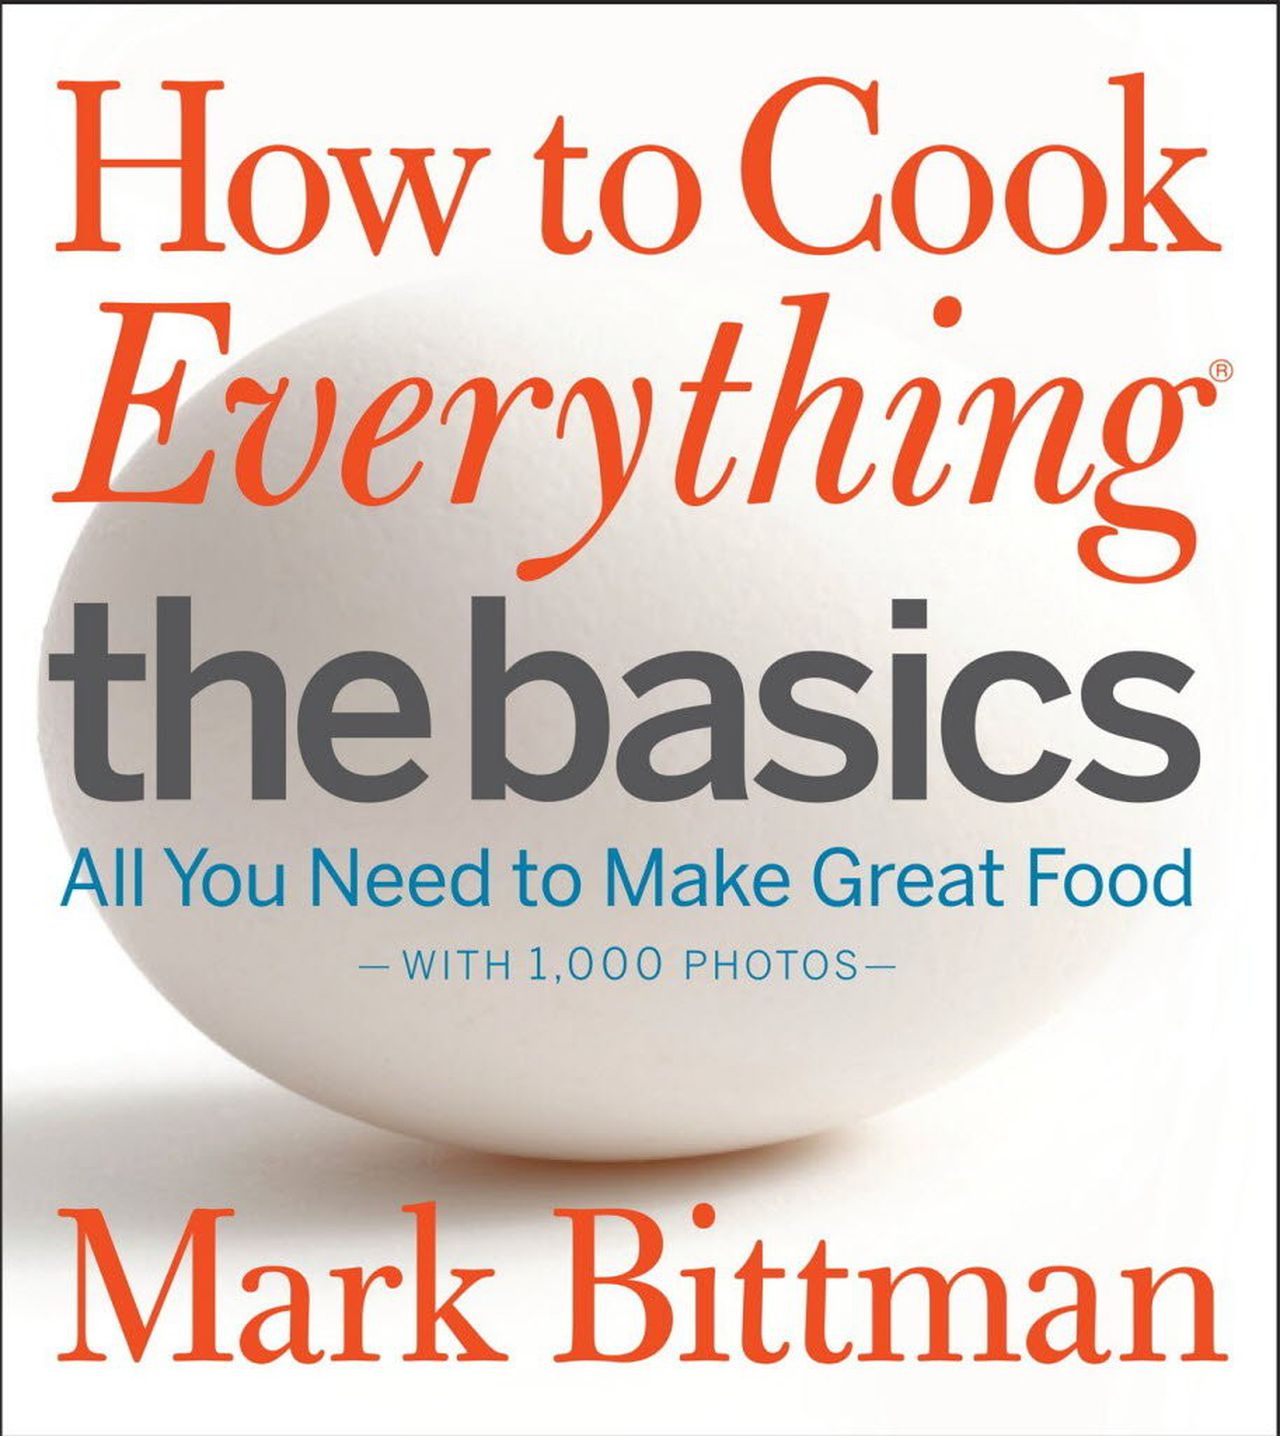 How to Cook
Everything®
the basics
All You Need to Make Great Food
—WITH 1,000 PHOTOS—
Mark Bittman